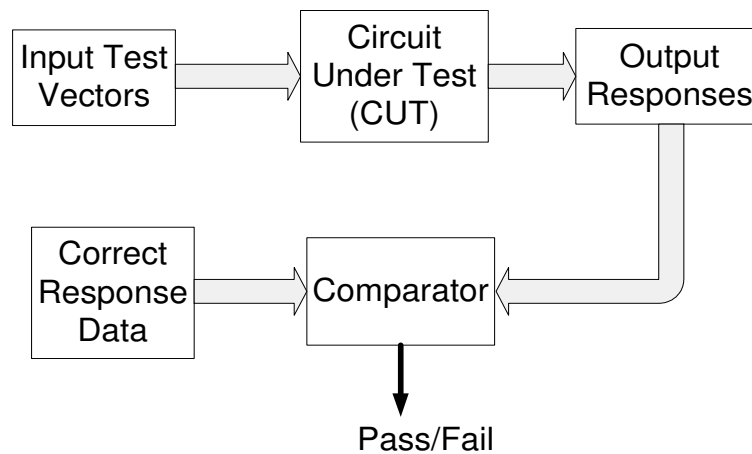 Input Test
Vectors
Circuit
Under Test
(CUT)
Output
Responses
Correct
Response
Data
Comparator
Pass/Fail